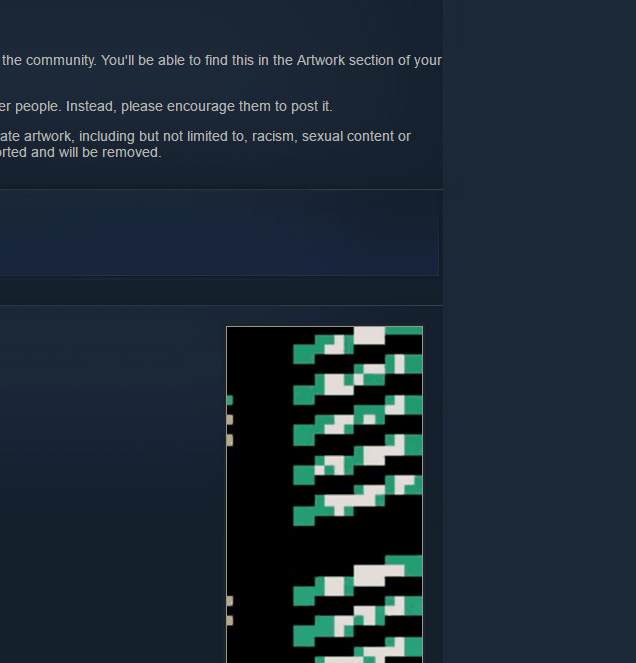 the community. You'll be able to find this in the Artwork section of your
er people. Instead, please encourage them to post it.
ate artwork, including but not limited to, racism, sexual content or
orted and will be removed.